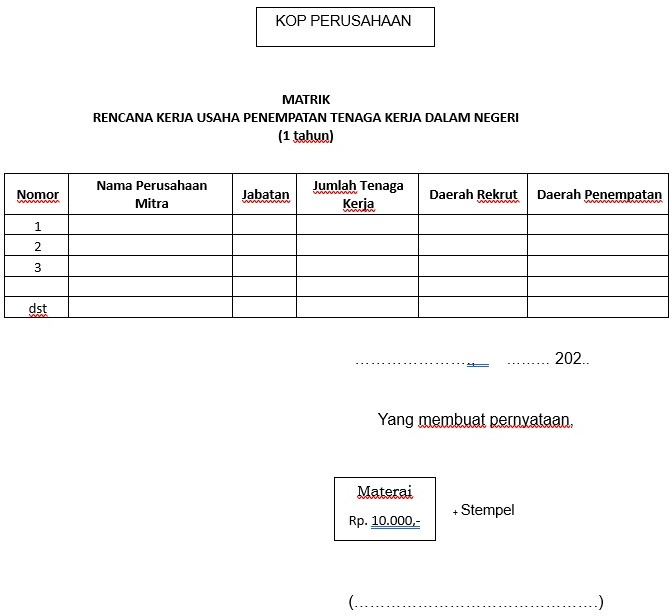 KOP PERUSAHAAN
MATRIK
RENCANA KERJA USAHA PENEMPATAN TENAGA KERJA DALAM NEGERI
(1 tahun)
Nomor Nama Perusahaan Mitra Jabatan Jumlah Tenaga Kerja Daerah Rekrut Daerah Penempatan
1
2
3
dst
…………………., ……… 202..
Yang membuat pernyataan,
Materai
Rp. 10.000,-
+ Stempel
(……………………………………….)